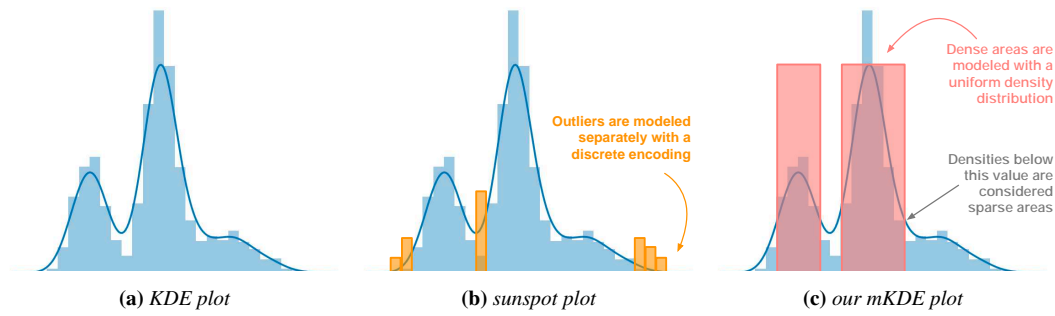 Outliers are modeled
separately with a
discrete encoding
Dense areas are
modeled with a
uniform density
distribution
Densities below
this value are
considered
sparse areas
(a) KDE plot
(b) sunspot plot
(c) our mKDE plot